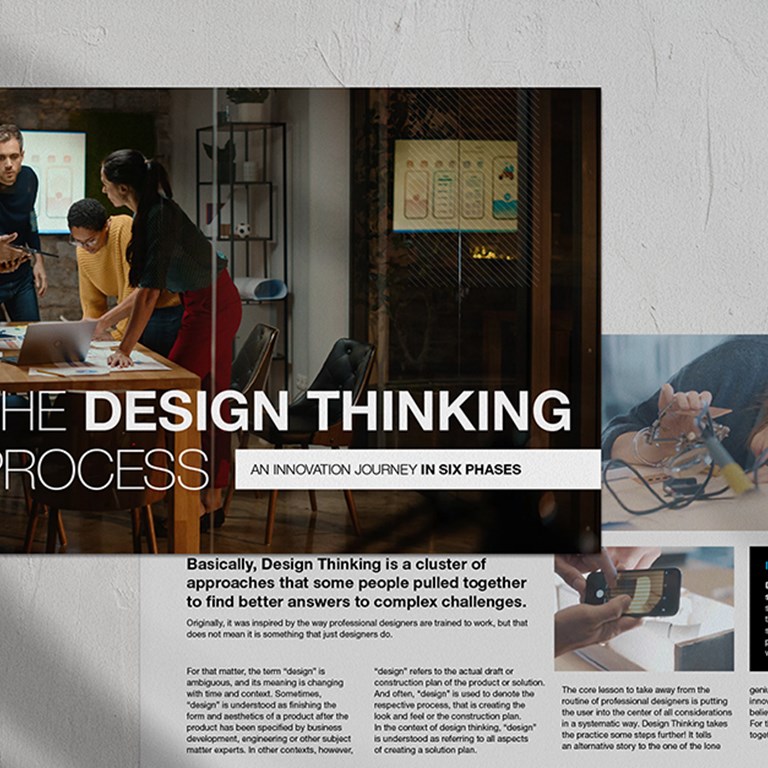 THE DESIGN THINKING
PROCESS
AN INNOVATION JOURNEY IN SIX PHASES
Basically, Design Thinking is a cluster of
approaches that some people pulled together
to find better answers to complex challenges.
Originally, it was inspired by the way professional designers are trained to work, but that
does not mean it is something that just designers do.
For that matter, the term “design” is
ambiguous, and its meaning is changing
with time and context. Sometimes,
“design” is understood as finishing the
form and aesthetics of a product after the
product has been specified by business
development, engineering or other subject
matter experts. In other contexts, however,
“design” refers to the actual draft or
construction plan of the product or solution.
And often, “design” is used to denote the
respective process, that is creating the
look and feel or the construction plan.
In the context of design thinking, “design”
is understood as referring to all aspects
of creating a solution plan.
The core lesson to take away from the
routine of professional designers is putting
the user into the center of all considerations
in a systematic way. Design Thinking takes
the practice some steps further! It tells
an alternative story to the one of the lone